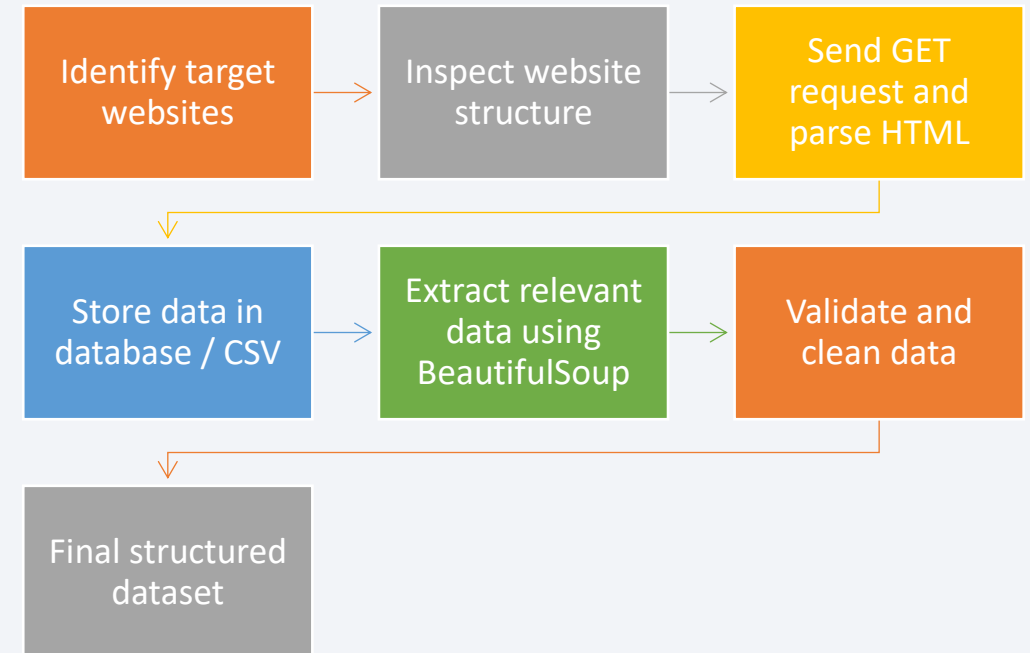 Identify target
websites
Inspect website
structure
Send GET
request and
parse HTML
Store data in
database / CSV
Extract relevant
data using
BeautifulSoup
Validate and
clean data
Final structured
dataset